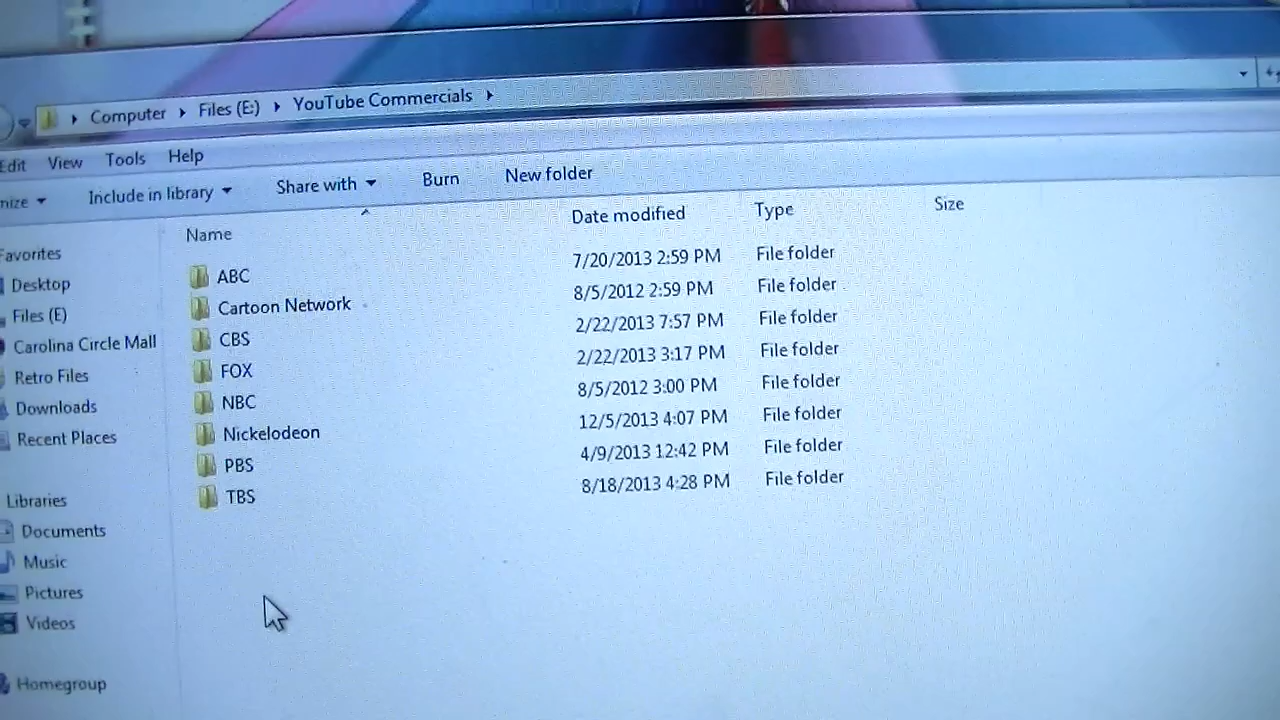 Computer Files (E:) YouTube Commercials
Edit View Tools Help
nize Include in library Share with Burn New folder
Name Date modified Type Size
ABC 7/20/2013 2:59 PM File folder
Cartoon Network 8/5/2012 2:59 PM File folder
CBS 2/22/2013 7:57 PM File folder
FOX 2/22/2013 3:17 PM File folder
NBC 8/5/2012 3:00 PM File folder
Nickelodeon 12/5/2013 4:07 PM File folder
PBS 4/9/2013 12:42 PM File folder
TBS 8/18/2013 4:28 PM File folder
Favorites
Desktop
Files (E)
Carolina Circle Mall
Retro Files
Downloads
Recent Places
Libraries
Documents
Music
Pictures
Videos
Homegroup